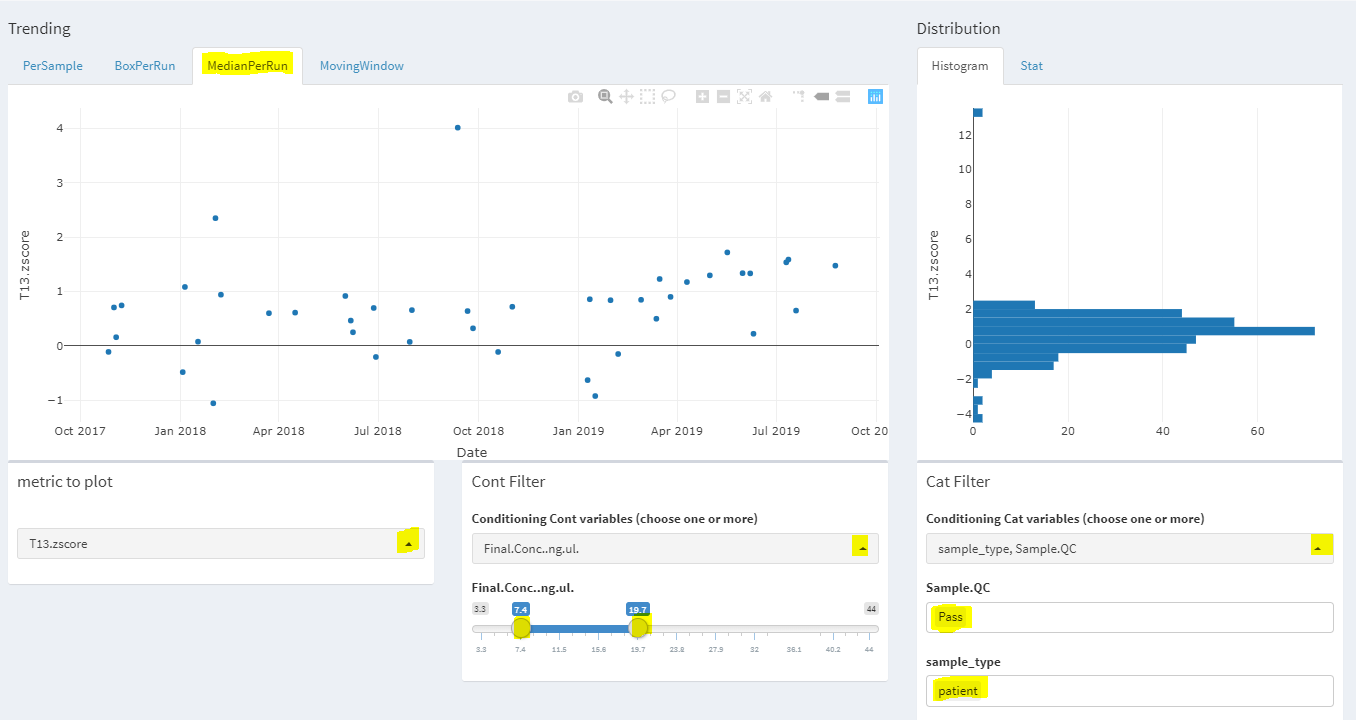 Trending
PerSample BoxPerRun MedianPerRun MovingWindow
4
3
2
1
0
−1
T13.zscore
Oct 2017 Jan 2018 Apr 2018 Jul 2018 Oct 2018 Jan 2019 Apr 2019 Jul 2019 Oct 20
Date
Distribution
Histogram Stat
12
10
8
6
4
2
0
−2
−4
T13.zscore
0 20 40 60
metric to plot
T13.zscore
Cont Filter
Conditioning Cont variables (choose one or more)
Final.Conc..ng.ul.
Final.Conc..ng.ul.
3.3 7.4 19.7 44
3.3 7.4 11.5 15.6 19.7 23.8 27.9 32 36.1 40.2 44
Cat Filter
Conditioning Cat variables (choose one or more)
sample_type, Sample.QC
Sample.QC
Pass
sample_type
patient